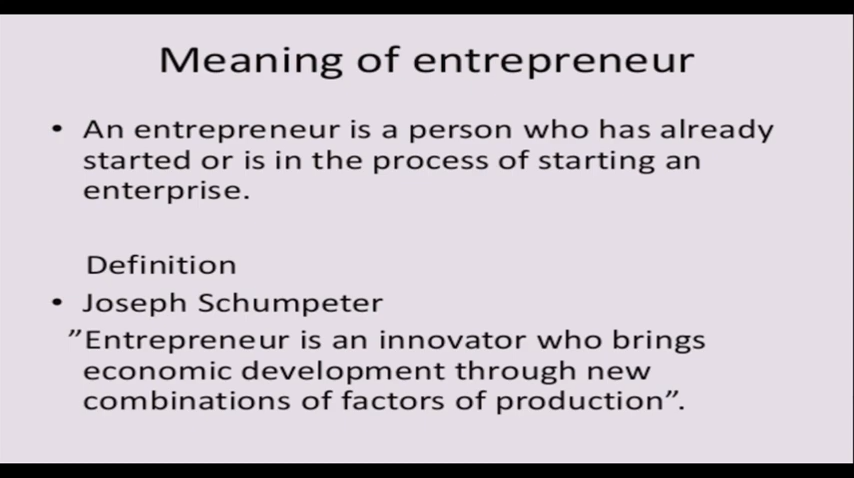 Meaning of entrepreneur
• An entrepreneur is a person who has already
started or is in the process of starting an
enterprise.
Definition
• Joseph Schumpeter
”Entrepreneur is an innovator who brings
economic development through new
combinations of factors of production”.